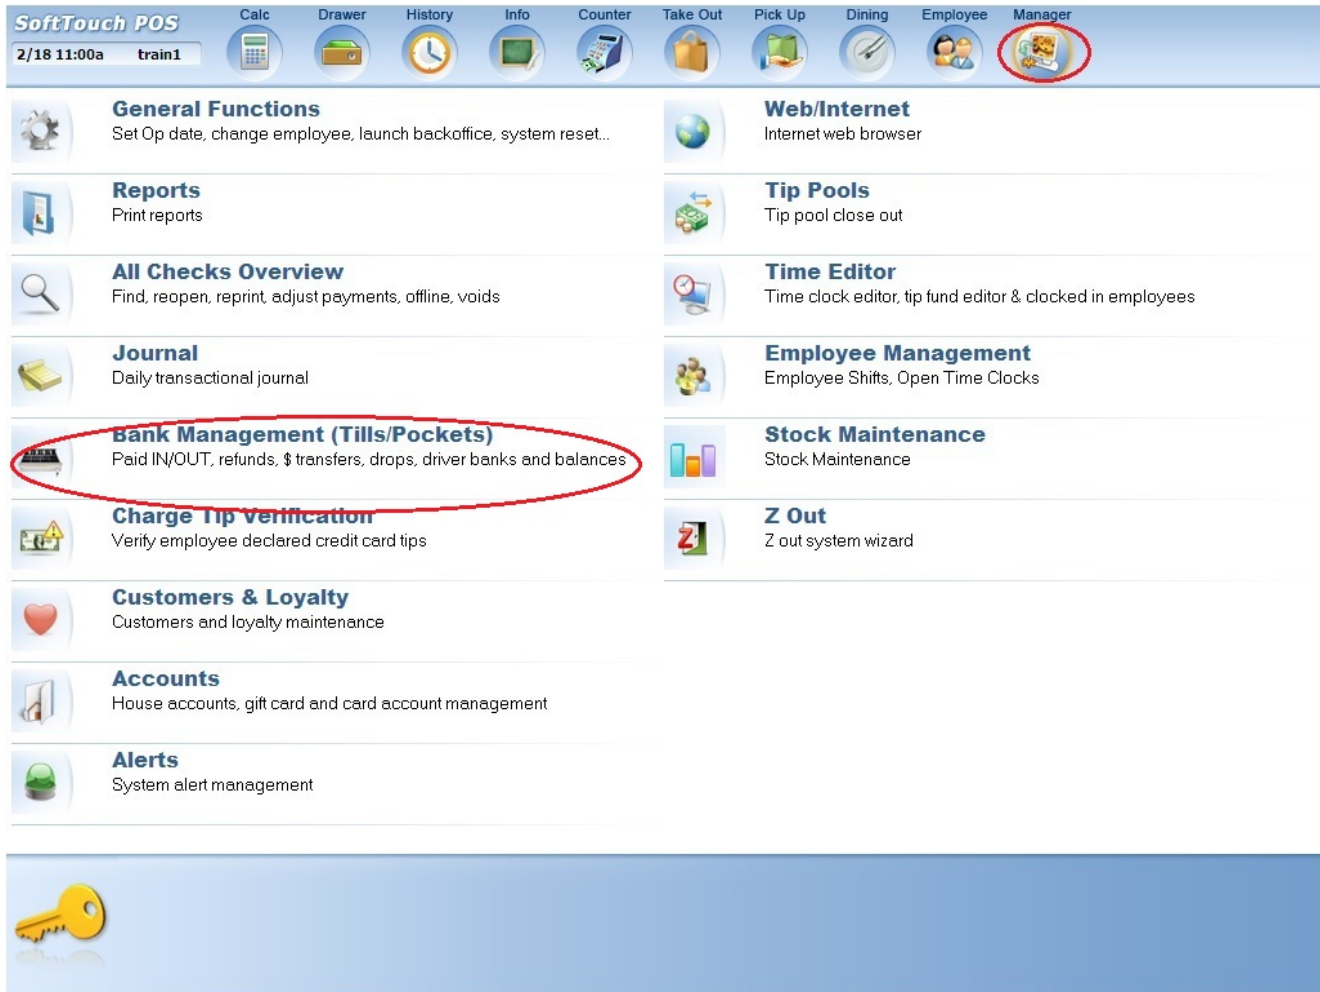 SoftTouch POS
2/18 11:00a train1
Calc
Drawer
History
Info
Counter
Take Out
Pick Up
Dining
Employee
Manager
General Functions
Set Op date, change employee, launch backoffice, system reset...
Reports
Print reports
All Checks Overview
Find, reopen, reprint, adjust payments, offline, voids
Journal
Daily transactional journal
Bank Management (Tills/Pockets)
Paid IN/OUT, refunds, $ transfers, drops, driver banks and balances
Charge Tip Verification
Verify employee declared credit card tips
Customers & Loyalty
Customers and loyalty maintenance
Accounts
House accounts, gift card and card account management
Alerts
System alert management
Web/Internet
Internet web browser
Tip Pools
Tip pool close out
Time Editor
Time clock editor, tip fund editor & clocked in employees
Employee Management
Employee Shifts, Open Time Clocks
Stock Maintenance
Stock Maintenance
Z Out
Z out system wizard
Z